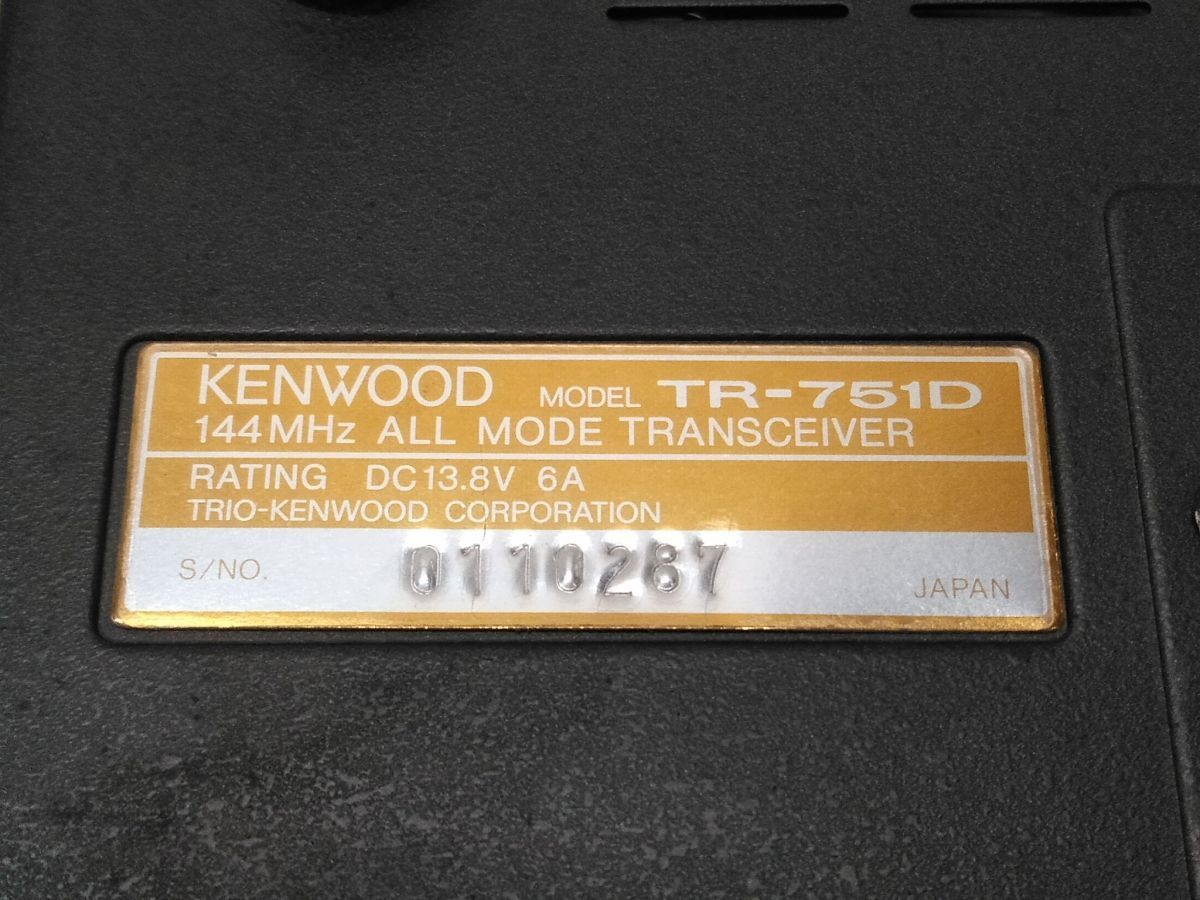 KENWOOD MODEL TR-751D
144MHz ALL MODE TRANSCEIVER
RATING DC13.8V 6A
TRIO-KENWOOD CORPORATION
S/NO. 0110287
JAPAN